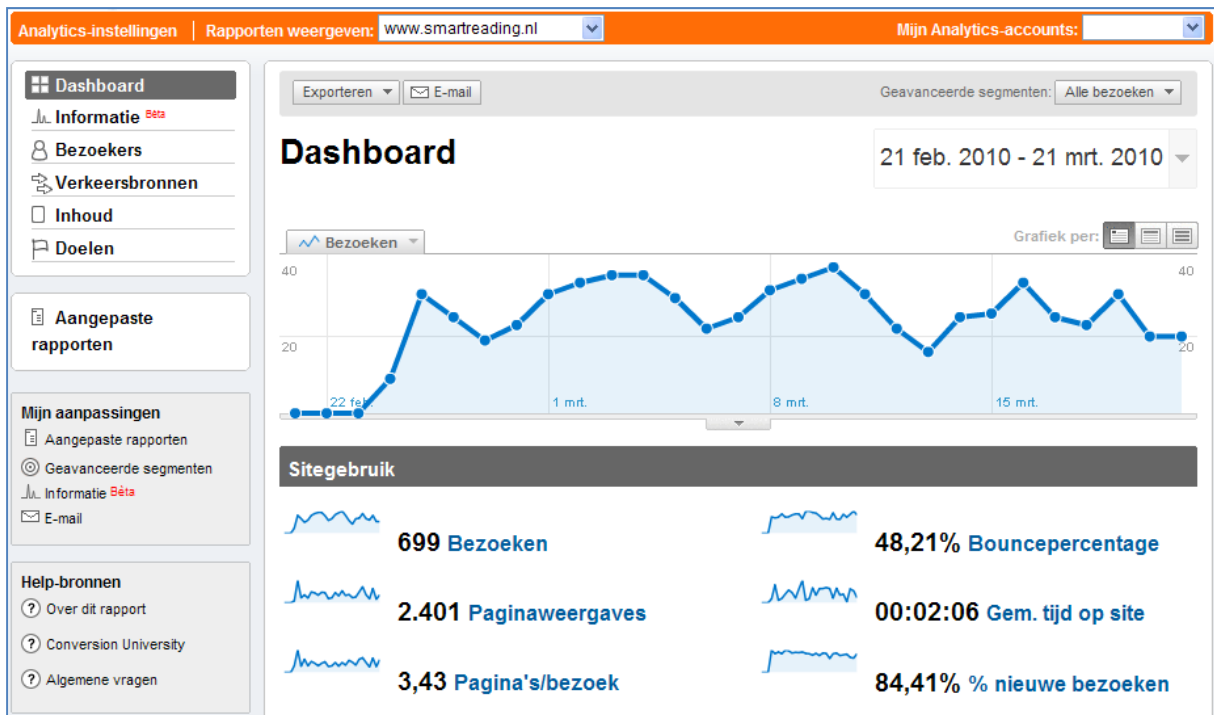 Analytics-instellingen
Rapporten weergeven: www.smartreading.nl
Mijn Analytics-accounts:
Dashboard
Informatie Bèta
Bezoekers
Verkeersbronnen
Inhoud
Doelen
Aangepaste
rapporten
Mijn aanpassingen
Aangepaste rapporten
Geavanceerde segmenten
Informatie Bèta
E-mail
Help-bronnen
? Over dit rapport
? Conversion University
? Algemene vragen
Exporteren
E-mail
Geavanceerde segmenten: Alle bezoeken
Dashboard
21 feb. 2010 - 21 mrt. 2010
Bezoeken
Grafiek per:
40
40
20
20
22 feb.
1 mrt.
8 mrt.
15 mrt.
Sitegebruik
699 Bezoeken
48,21% Bouncepercentage
2.401 Paginaweergaves
00:02:06 Gem. tijd op site
3,43 Pagina's/bezoek
84,41% % nieuwe bezoeken